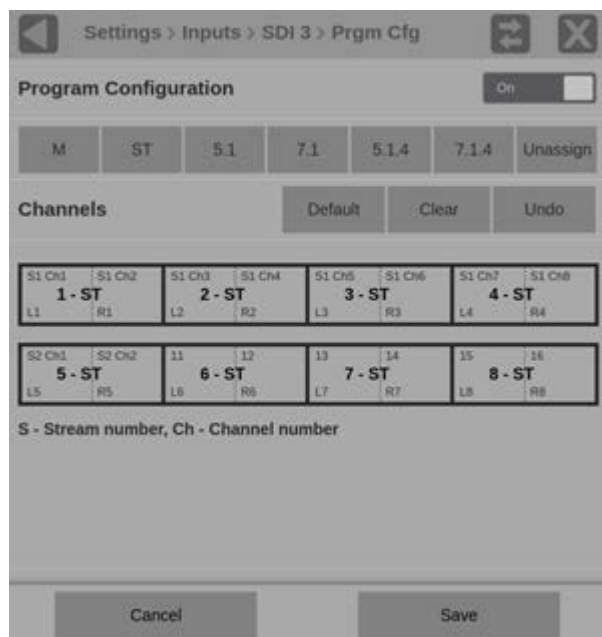 Settings > Inputs > SDI 3 > Prgm Cfg
Program Configuration On
M ST 5.1 7.1 5.1.4 7.1.4 Unassign
Channels Default Clear Undo
S1 Ch1 S1 Ch2 S1 Ch3 S1 Ch4 S1 Ch5 S1 Ch6 S1 Ch7 S1 Ch8
1 - ST 2 - ST 3 - ST 4 - ST
L1 R1 L2 R2 L3 R3 L4 R4
S2 Ch1 S2 Ch2 11 12 13 14 15 16
5 - ST 6 - ST 7 - ST 8 - ST
L5 R5 L6 R6 L7 R7 L8 R8
S - Stream number, Ch - Channel number
Cancel Save